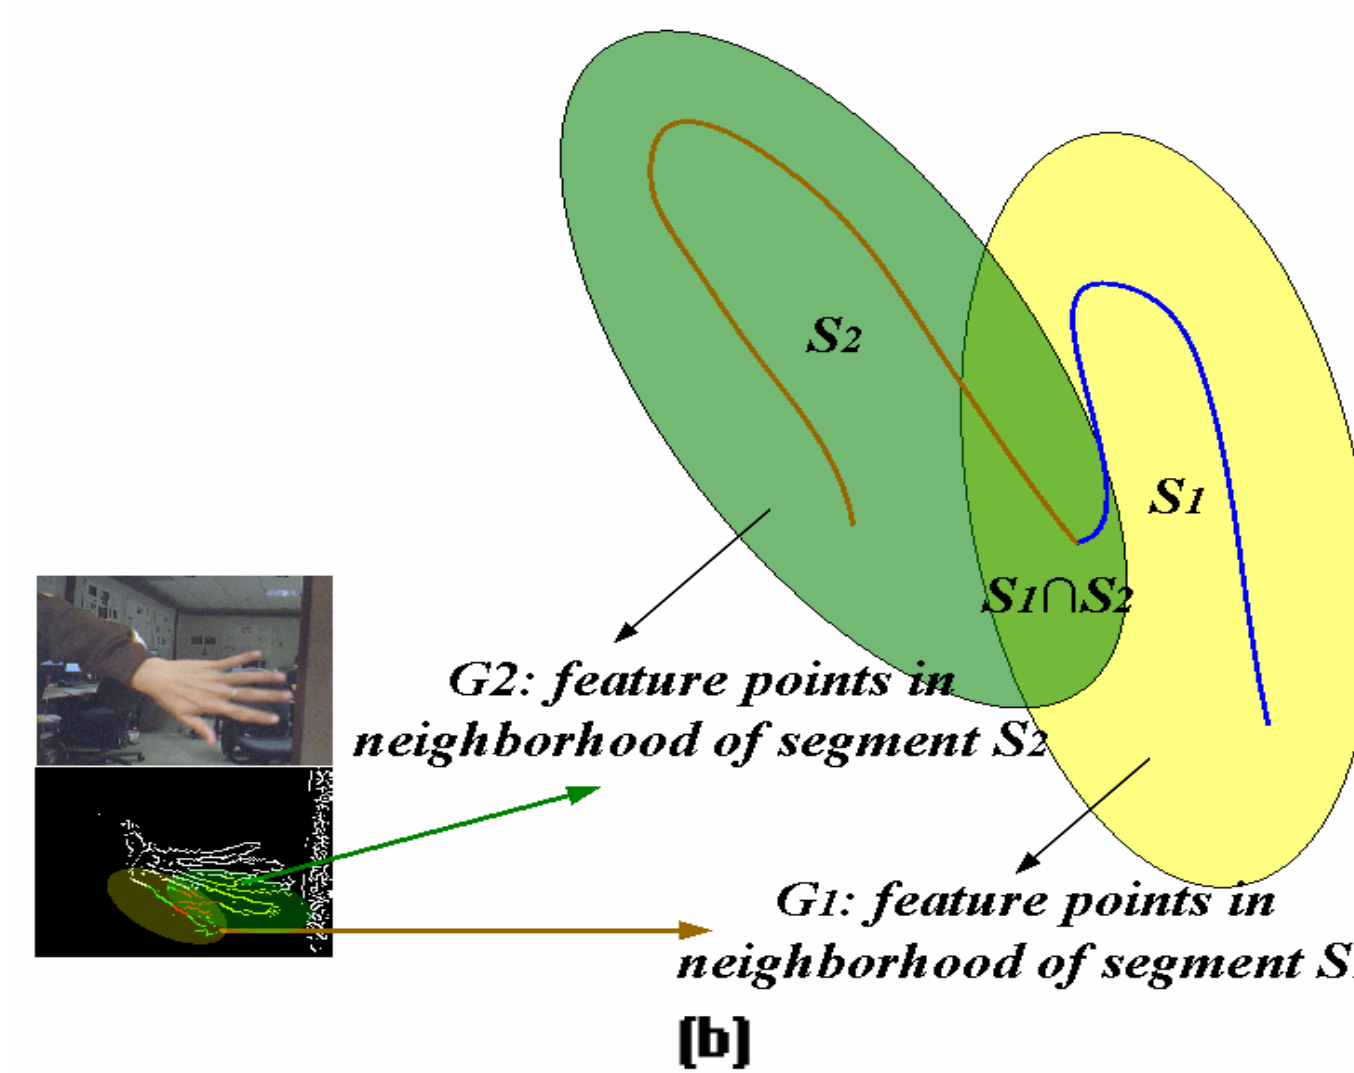 S2
S1
S1∩S2
G2: feature points in
neighborhood of segment S2
G1: feature points in
neighborhood of segment S
(b)